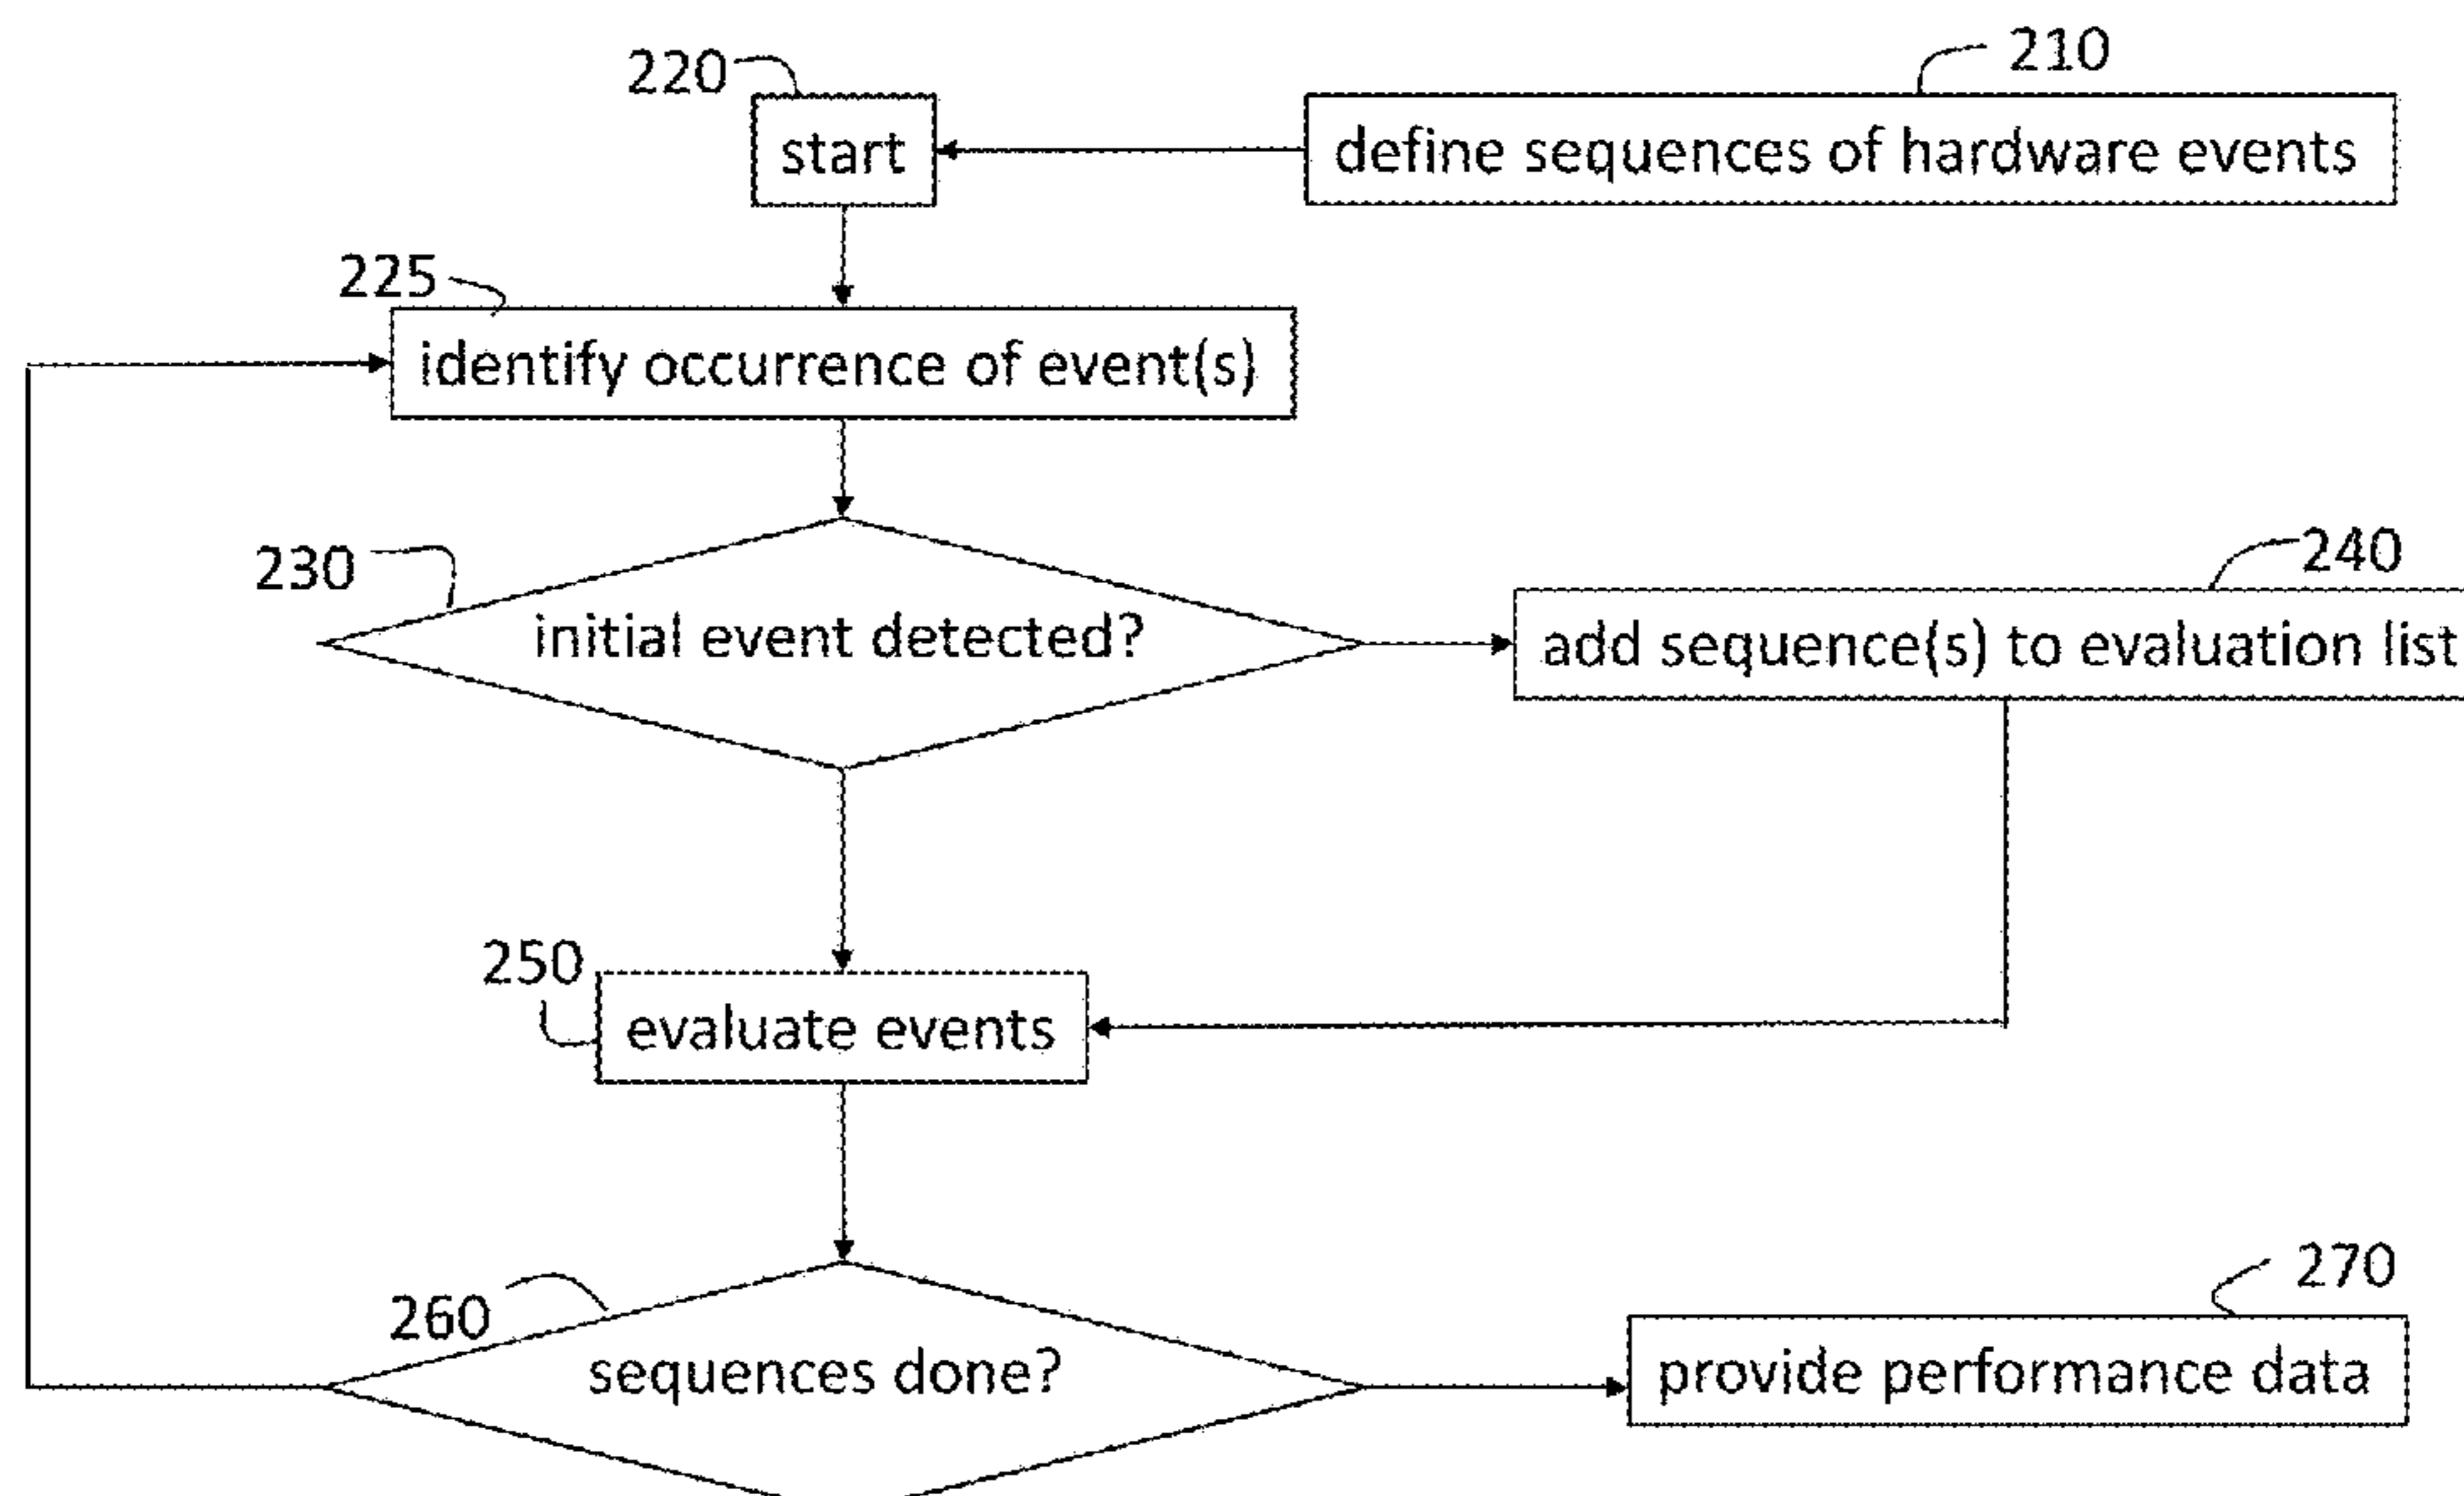 210
220
define sequences of hardware events
start
225
identify occurrence of event(s)
230
initial event detected?
240
add sequence(s) to evaluation list
250
evaluate events
260
sequences done?
270
provide performance data